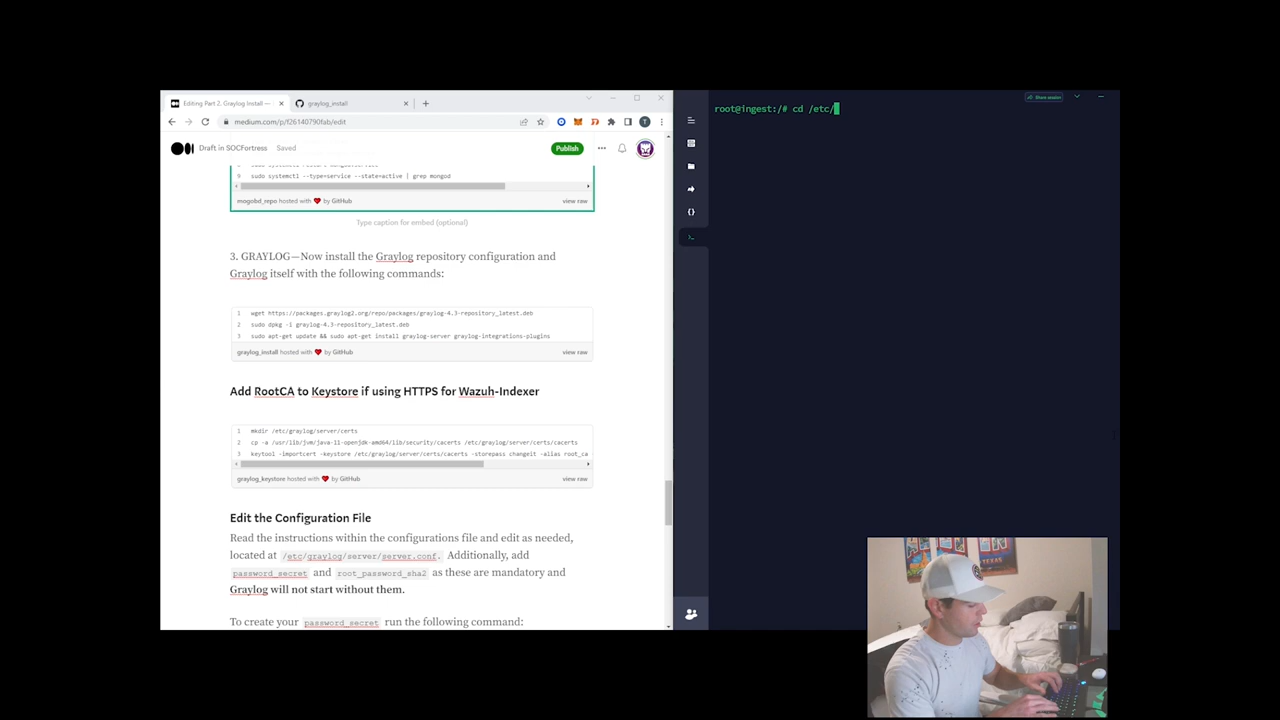 Editing Part 2. Graylog Install —
graylog_install
medium.com/p/f26140790fab/edit
T
Draft in SOCFortress
Saved
Publish
9 sudo systemctl --type=service --state=active | grep mongod
mogobd_repo hosted with ❤ by GitHub
view raw
Type caption for embed (optional)
3. GRAYLOG—Now install the Graylog repository configuration and
Graylog itself with the following commands:
1 wget https://packages.graylog2.org/repo/packages/graylog-4.3-repository_latest.deb
2 sudo dpkg -i graylog-4.3-repository_latest.deb
3 sudo apt-get update && sudo apt-get install graylog-server graylog-integrations-plugins
graylog_install hosted with ❤ by GitHub
view raw
Add RootCA to Keystore if using HTTPS for Wazuh-Indexer
1 mkdir /etc/graylog/server/certs
2 cp -a /usr/lib/jvm/java-11-openjdk-amd64/lib/security/cacerts /etc/graylog/server/certs/cacerts
3 keytool -importcert -keystore /etc/graylog/server/certs/cacerts -storepass changeit -alias root_ca
graylog_keystore hosted with ❤ by GitHub
view raw
Edit the Configuration File
Read the instructions within the configurations file and edit as needed,
located at /etc/graylog/server/server.conf. Additionally, add
password_secret and root_password_sha2 as these are mandatory and
Graylog will not start without them.
To create your password_secret run the following command:
Share session
root@ingest:/# cd /etc/